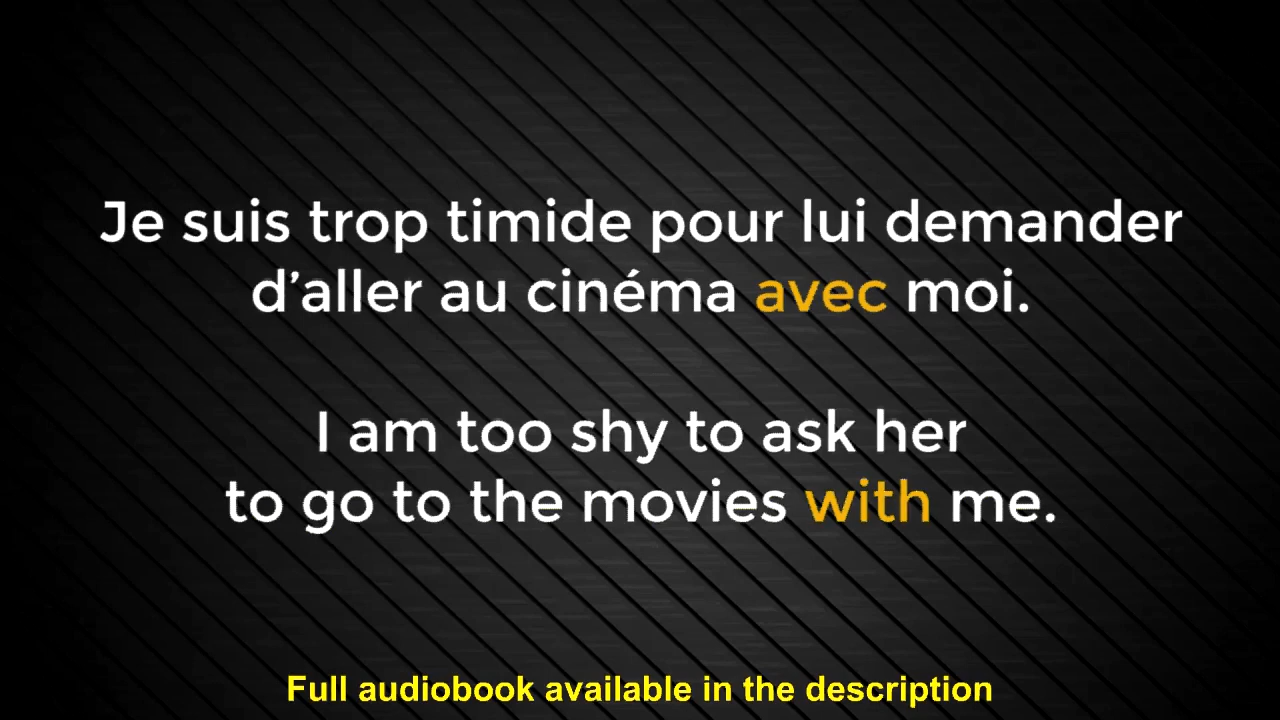 Je suis trop timide pour lui demander
d’aller au cinéma avec moi.
I am too shy to ask her
to go to the movies with me.
Full audiobook available in the description